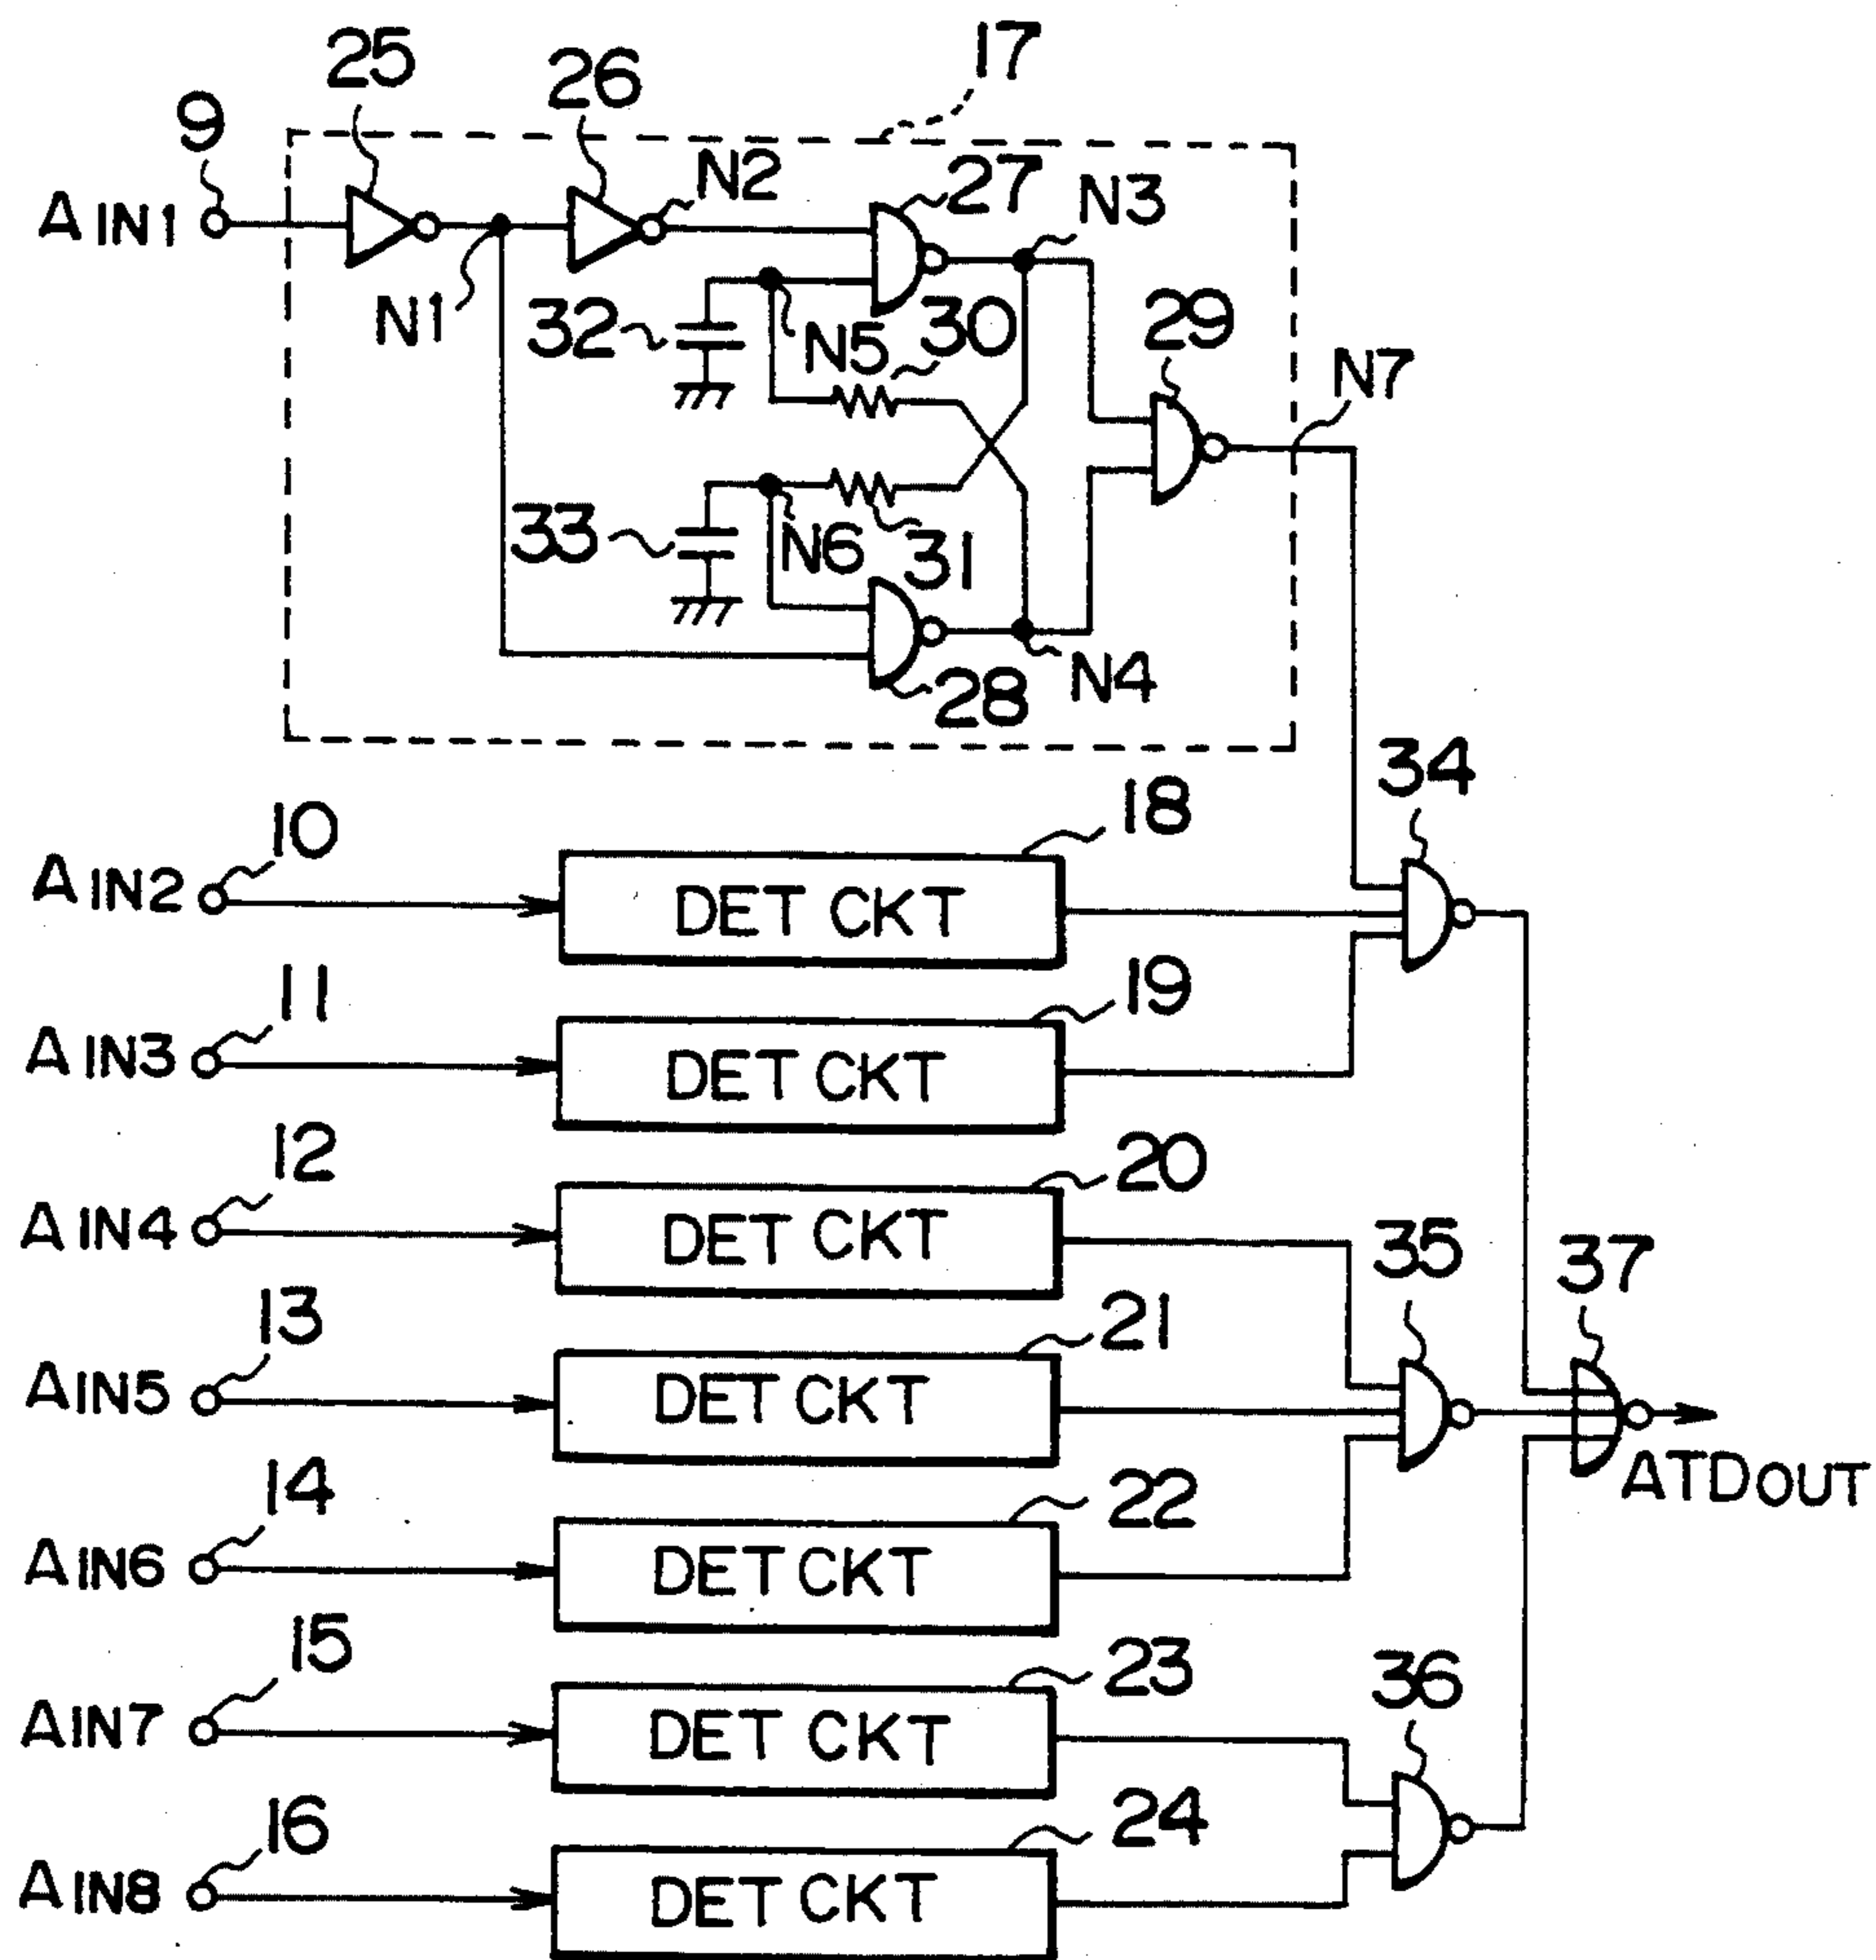 17
25
26
9
N2
27
N3
AIN1
N1
32
N5
30
29
N7
33
N6
31
28
N4
34
10
18
AIN2
DET CKT
11
19
AIN3
DET CKT
12
20
AIN4
DET CKT
35
37
13
21
AIN5
DET CKT
ATDOUT
14
22
AIN6
DET CKT
15
23
36
AIN7
DET CKT
16
24
AIN8
DET CKT